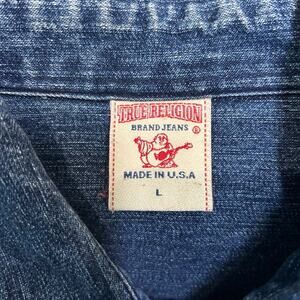 TRUE RELIGION
BRAND JEANS ®
MADE IN U.S.A
L